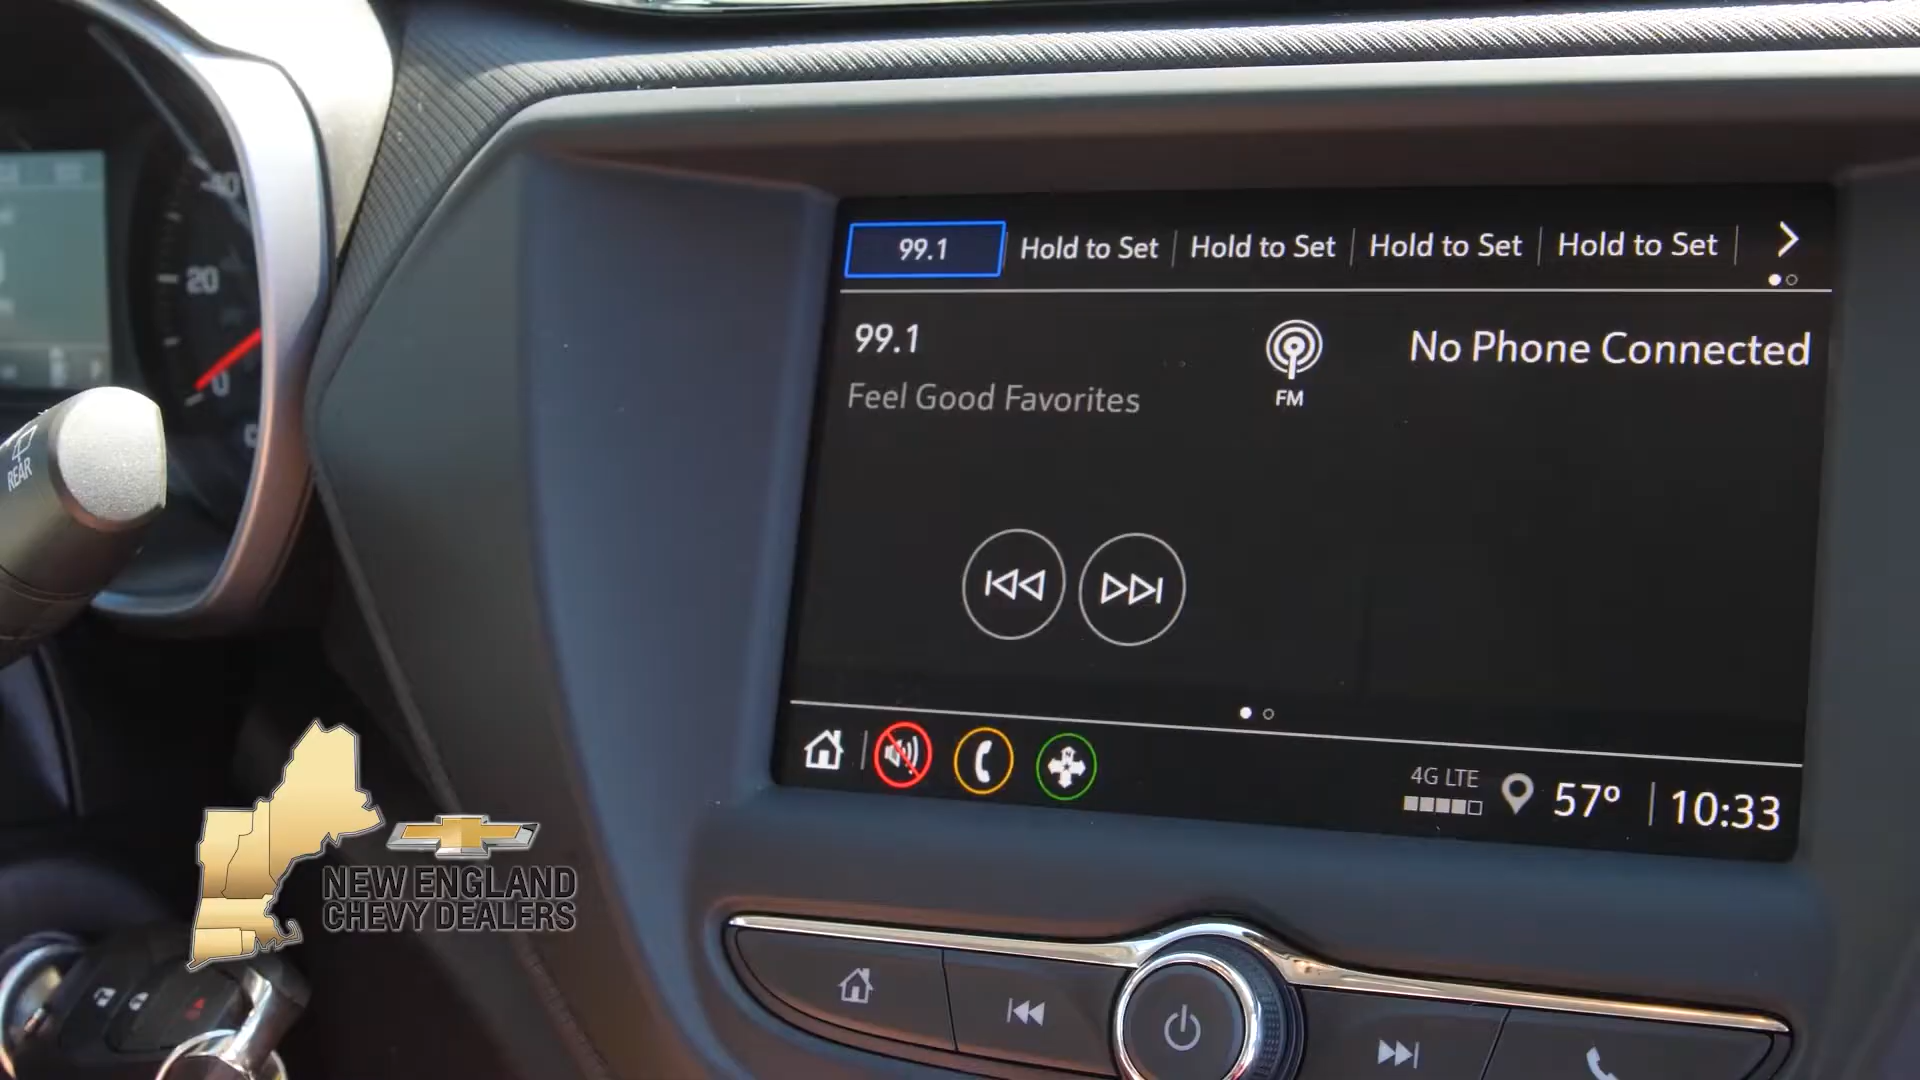 99.1 Hold to Set Hold to Set Hold to Set Hold to Set
99.1
Feel Good Favorites
FM
No Phone Connected
4G LTE
57° 10:33
40
20
0
REAR
NEW ENGLAND
CHEVY DEALERS